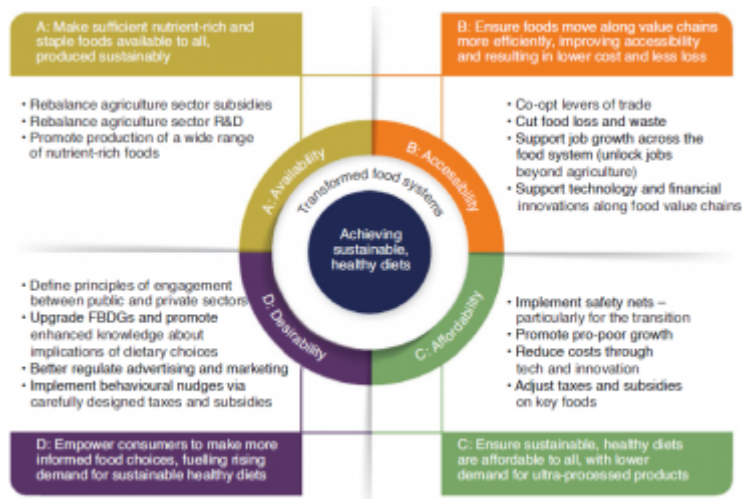 A: Make sufficient nutrient-rich and
staple foods available to all,
produced sustainably
B: Ensure foods move along value chains
more efficiently, improving accessibility
and resulting in lower cost and less loss
• Rebalance agriculture sector subsidies
• Rebalance agriculture sector R&D
• Promote production of a wide range
of nutrient-rich foods
• Co-opt levers of trade
• Cut food loss and waste
• Support job growth across the
food system (unlock jobs
beyond agriculture)
• Support technology and financial
innovations along food value chains
A: Availability
B: Accessibility
Transformed food systems
Achieving
sustainable,
healthy diets
D: Desirability
C: Affordability
• Define principles of engagement
between public and private sectors
• Upgrade FBDGs and promote
enhanced knowledge about
implications of dietary choices
• Better regulate advertising and marketing
• Implement behavioural nudges via
carefully designed taxes and subsidies
• Implement safety nets –
particularly for the transition
• Promote pro-poor growth
• Reduce costs through
tech and innovation
• Adjust taxes and subsidies
on key foods
D: Empower consumers to make more
informed food choices, fuelling rising
demand for sustainable healthy diets
C: Ensure sustainable, healthy diets
are affordable to all, with lower
demand for ultra-processed products